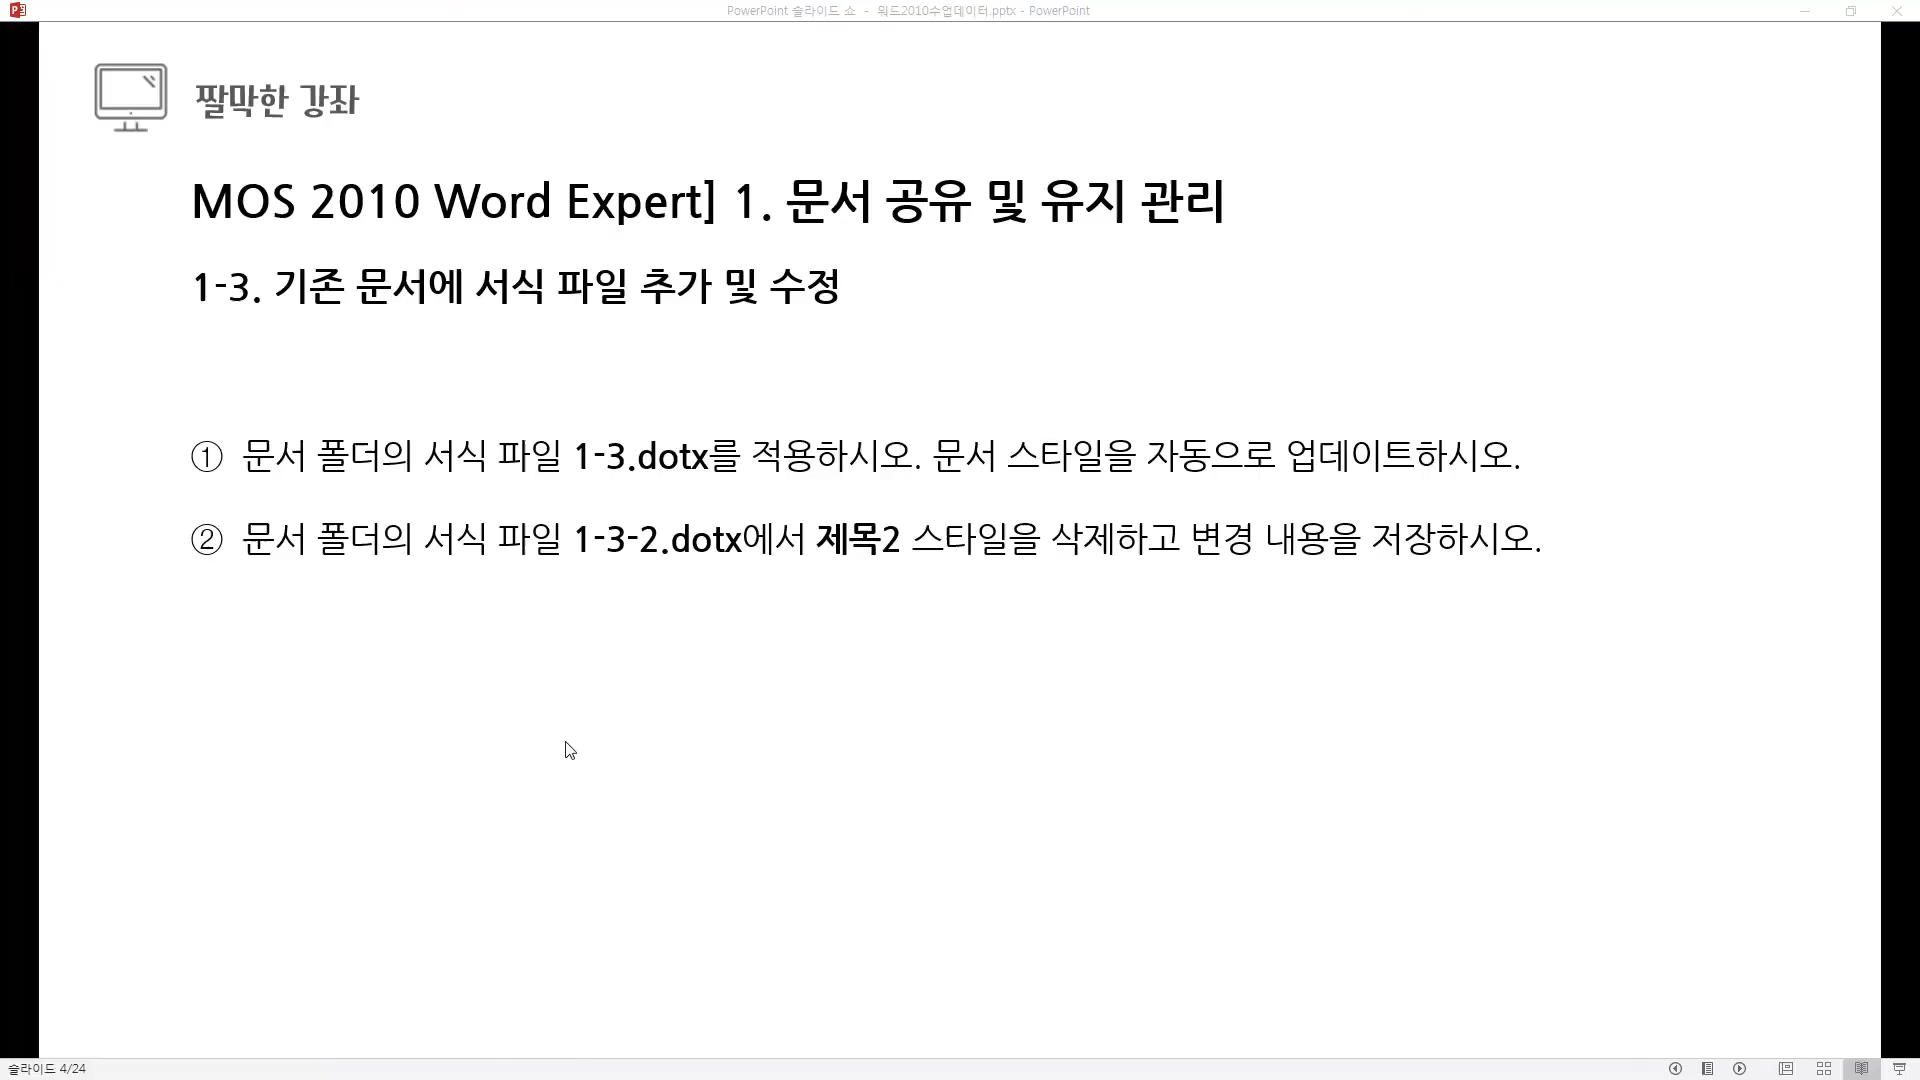 PowerPoint 슬라이드 쇼 - 워드2010수업데이터.pptx - PowerPoint
짤막한 강좌
MOS 2010 Word Expert] 1. 문서 공유 및 유지 관리
1-3. 기존 문서에 서식 파일 추가 및 수정
① 문서 폴더의 서식 파일 1-3.dotx를 적용하시오. 문서 스타일을 자동으로 업데이트하시오.
② 문서 폴더의 서식 파일 1-3-2.dotx에서 제목2 스타일을 삭제하고 변경 내용을 저장하시오.
슬라이드 4/24